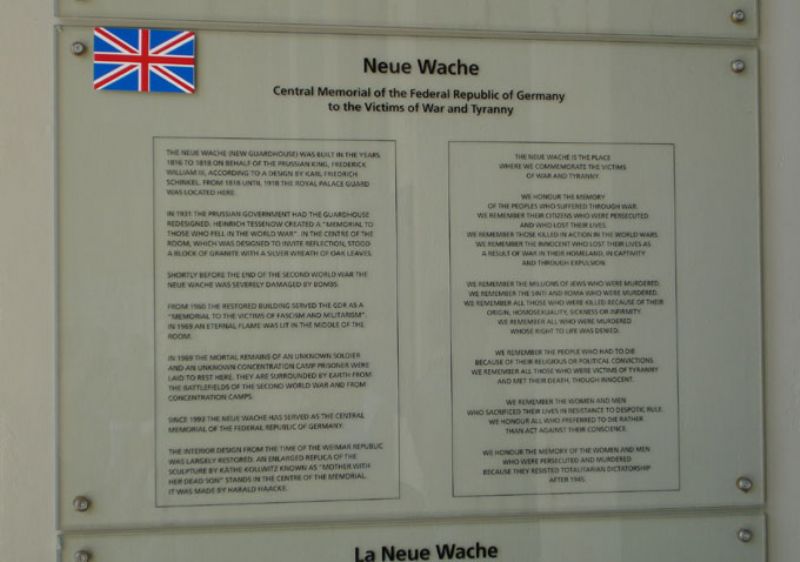 Neue Wache
Central Memorial of the Federal Republic of Germany
to the Victims of War and Tyranny
THE NEUE WACHE (NEW GUARDHOUSE) WAS BUILT IN THE YEARS
1816 TO 1818 ON BEHALF OF THE PRUSSIAN KING, FREDERICK
WILLIAM III, ACCORDING TO A DESIGN BY KARL FRIEDRICH
SCHINKEL. FROM 1818 UNTIL 1918 THE ROYAL PALACE GUARD
WAS LOCATED HERE.
IN 1931 THE PRUSSIAN GOVERNMENT HAD THE GUARDHOUSE
REDESIGNED. HEINRICH TESSENOW CREATED A "MEMORIAL TO
THOSE WHO FELL IN THE WORLD WAR". IN THE CENTRE OF THE
ROOM, WHICH WAS DESIGNED TO INVITE REFLECTION, STOOD
A BLOCK OF GRANITE WITH A SILVER WREATH OF OAK LEAVES.
SHORTLY BEFORE THE END OF THE SECOND WORLD WAR THE
NEUE WACHE WAS SEVERELY DAMAGED BY BOMBS.
FROM 1960 THE RESTORED BUILDING SERVED THE GDR AS A
"MEMORIAL TO THE VICTIMS OF FASCISM AND MILITARISM".
IN 1969 AN ETERNAL FLAME WAS LIT IN THE MIDDLE OF THE
ROOM.
IN 1969 THE MORTAL REMAINS OF AN UNKNOWN SOLDIER
AND AN UNKNOWN CONCENTRATION CAMP PRISONER WERE
LAID TO REST HERE. THEY ARE SURROUNDED BY EARTH FROM
THE BATTLEFIELDS OF THE SECOND WORLD WAR AND FROM
CONCENTRATION CAMPS.
SINCE 1993 THE NEUE WACHE HAS SERVED AS THE CENTRAL
MEMORIAL OF THE FEDERAL REPUBLIC OF GERMANY.
THE INTERIOR DESIGN FROM THE TIME OF THE WEIMAR REPUBLIC
WAS LARGELY RESTORED. AN ENLARGED REPLICA OF THE
SCULPTURE BY KÄTHE KOLLWITZ KNOWN AS "MOTHER WITH
HER DEAD SON" STANDS IN THE CENTRE OF THE MEMORIAL.
IT WAS MADE BY HARALD HAACKE.
THE NEUE WACHE IS THE PLACE
WHERE WE COMMEMORATE THE VICTIMS
OF WAR AND TYRANNY.
WE HONOUR THE MEMORY
OF THE PEOPLES WHO SUFFERED THROUGH WAR.
WE REMEMBER THEIR CITIZENS WHO WERE PERSECUTED
AND WHO LOST THEIR LIVES.
WE REMEMBER THOSE KILLED IN ACTION IN THE WORLD WARS.
WE REMEMBER THE INNOCENT WHO LOST THEIR LIVES AS
A RESULT OF WAR IN THEIR HOMELAND, IN CAPTIVITY
AND THROUGH EXPULSION.
WE REMEMBER THE MILLIONS OF JEWS WHO WERE MURDERED.
WE REMEMBER THE SINTI AND ROMA WHO WERE MURDERED.
WE REMEMBER ALL THOSE WHO WERE KILLED BECAUSE OF THEIR
ORIGIN, HOMOSEXUALITY, SICKNESS OR INFIRMITY.
WE REMEMBER ALL WHO WERE MURDERED
WHOSE RIGHT TO LIFE WAS DENIED.
WE REMEMBER THE PEOPLE WHO HAD TO DIE
BECAUSE OF THEIR RELIGIOUS OR POLITICAL CONVICTIONS.
WE REMEMBER ALL THOSE WHO WERE VICTIMS OF TYRANNY
AND MET THEIR DEATH, THOUGH INNOCENT.
WE REMEMBER THE WOMEN AND MEN
WHO SACRIFICED THEIR LIVES IN RESISTANCE TO DESPOTIC RULE.
WE HONOUR ALL WHO PREFERRED TO DIE RATHER
THAN ACT AGAINST THEIR CONSCIENCE.
WE HONOUR THE MEMORY OF THE WOMEN AND MEN
WHO WERE PERSECUTED AND MURDERED
BECAUSE THEY RESISTED TOTALITARIAN DICTATORSHIP
AFTER 1945.
La Neue Wache